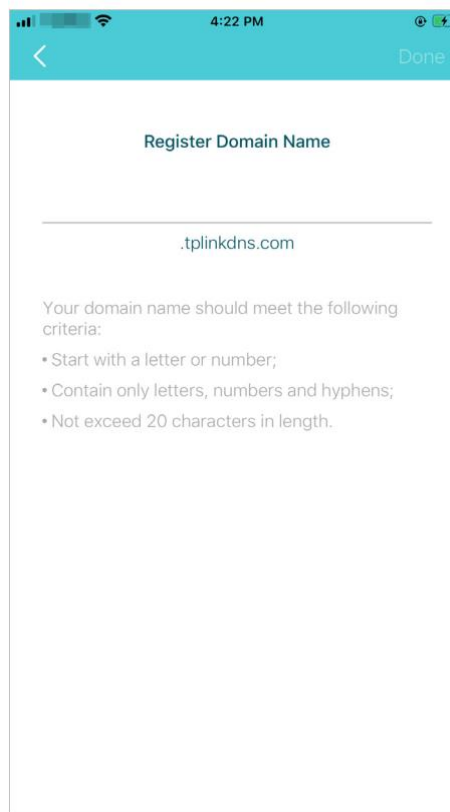 4:22 PM
Done
Register Domain Name
.tplinkdns.com
Your domain name should meet the following
criteria:
• Start with a letter or number;
• Contain only letters, numbers and hyphens;
• Not exceed 20 characters in length.